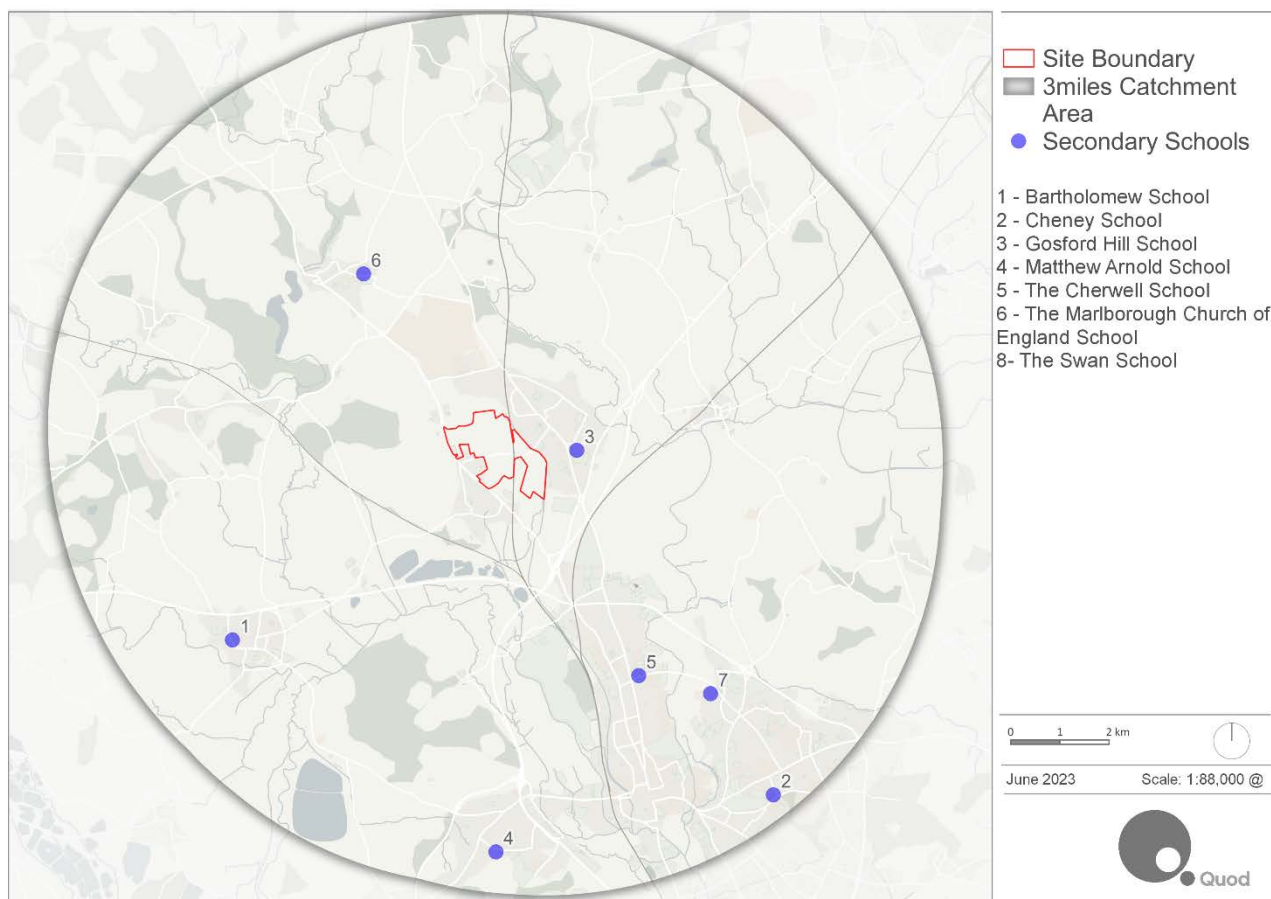 Site Boundary
3miles Catchment
Area
Secondary Schools
1 - Bartholomew School
2 - Cheney School
3 - Gosford Hill School
4 - Matthew Arnold School
5 - The Cherwell School
6 - The Marlborough Church of
England School
8- The Swan School
6
3
1
5
7
2
4
0 1 2 km
June 2023 Scale: 1:88,000 @
Quod